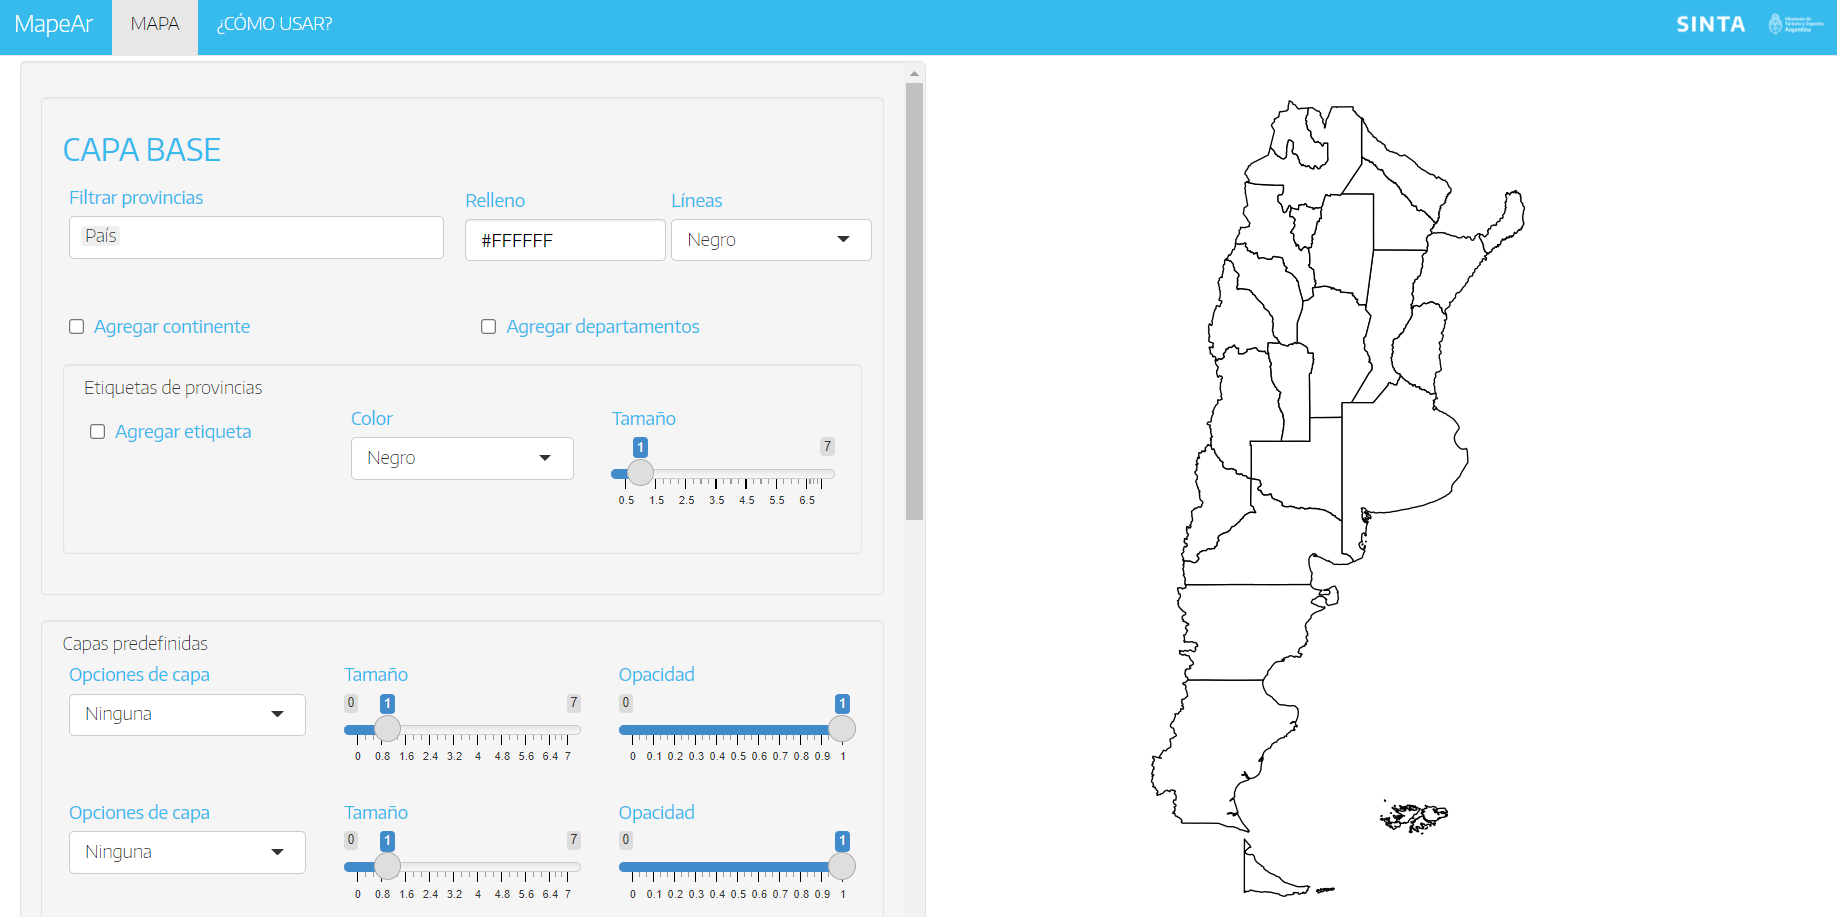 MapeAr MAPA ¿CÓMO USAR? SINTA Ministerio de Turismo y Deportes Argentina
CAPA BASE
Filtrar provincias Relleno Líneas
País #FFFFFF Negro
Agregar continente Agregar departamentos
Etiquetas de provincias
Agregar etiqueta Color Tamaño
Negro 1 7
0.5 1.5 2.5 3.5 4.5 5.5 6.5
Capas predefinidas
Opciones de capa Tamaño Opacidad
Ninguna 0 1 7 0 1
0 0.8 1.6 2.4 3.2 4 4.8 5.6 6.4 7 0 0.1 0.2 0.3 0.4 0.5 0.6 0.7 0.8 0.9 1
Opciones de capa Tamaño Opacidad
Ninguna 0 1 7 0 1
0 0.8 1.6 2.4 3.2 4 4.8 5.6 6.4 7 0 0.1 0.2 0.3 0.4 0.5 0.6 0.7 0.8 0.9 1